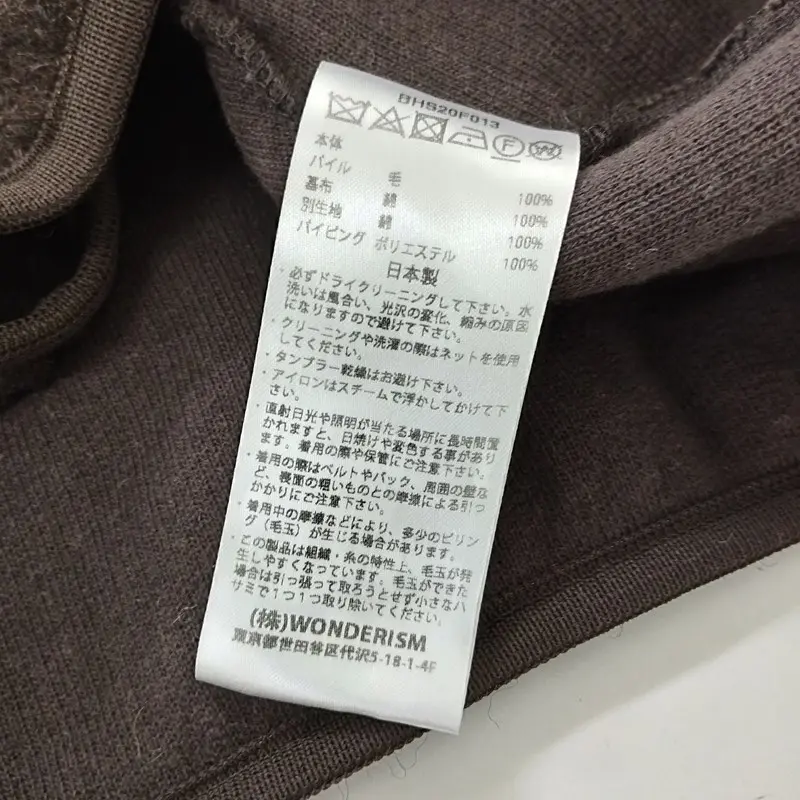 BHS20F013
F W
本体
パイル 毛 100%
基布 綿 100%
別生地 綿 100%
パイピング ポリエステル 100%
日本製
・必ずドライクリーニングして下さい。水
洗いは風合い、光沢の変化、縮みの原因
になりますので避けて下さい。
・クリーニングや洗濯の際はネットを使用
してください。
・タンブラー乾燥はお避け下さい。
・アイロンはスチームで浮かしてかけて下
さい。
・直射日光や照明が当たる場所に長時間置
かれますと、日焼けや変色する事があり
ます。着用の際や保管にご注意下さい。
・着用の際はベルトやバック、周囲の壁な
ど、表面の粗いものとの摩擦による引っ
かかりにご注意下さい。
・着用中の摩擦などにより、多少のピリン
グ（毛玉）が生じる場合があります。
・この製品は組織・糸の特性上、毛玉が発
生しやすくなっています。毛玉ができた
場合は引っ張って取ろうとせず小さなハ
サミで1つ1つ取り除いてください。
(株)WONDERISM
東京都世田谷区代沢5-18-1-4F